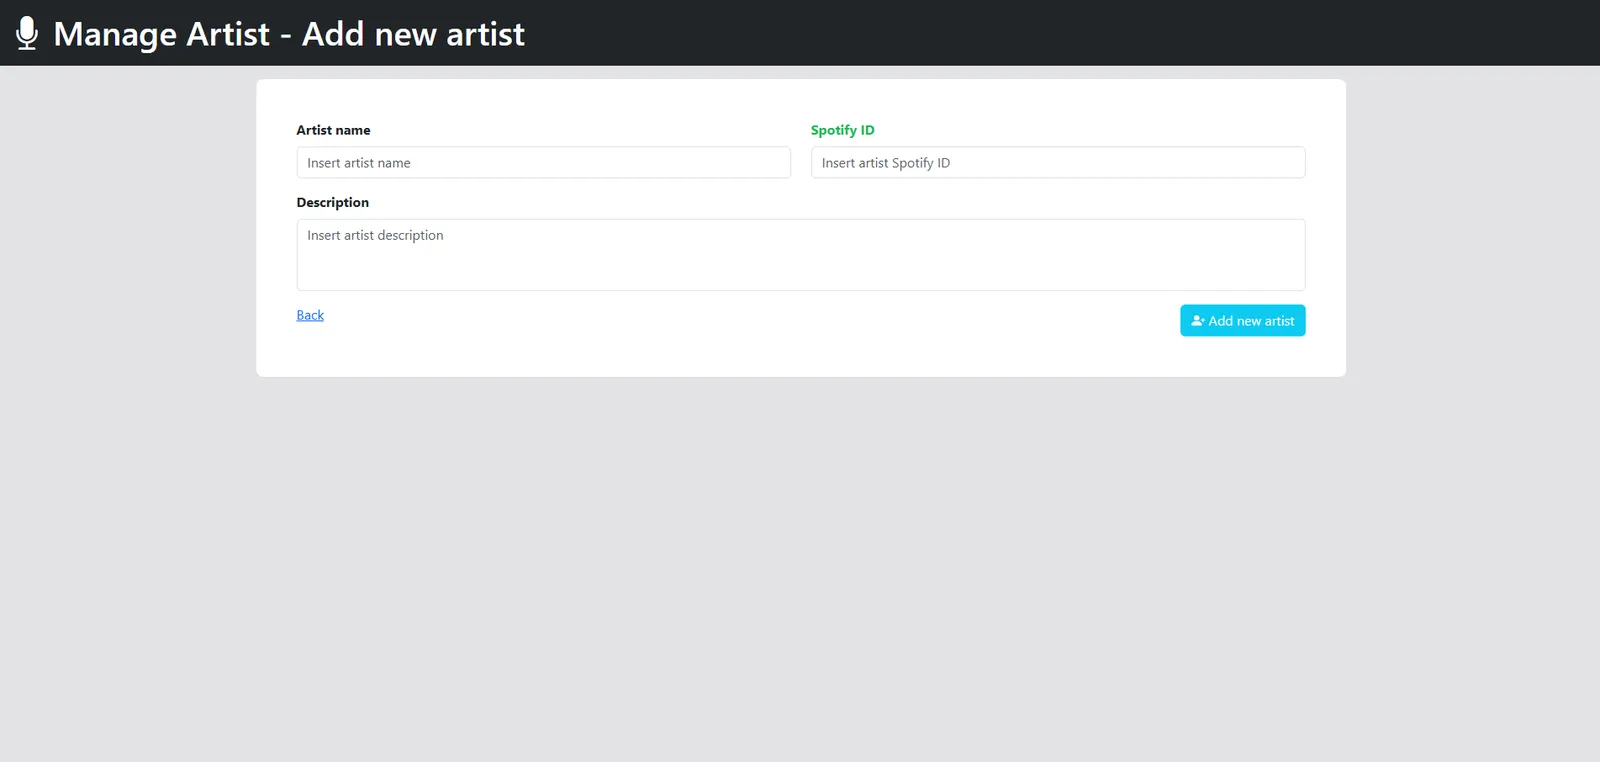 Manage Artist - Add new artist
Artist name
Spotify ID
Insert artist name
Insert artist Spotify ID
Description
Insert artist description
Back
Add new artist